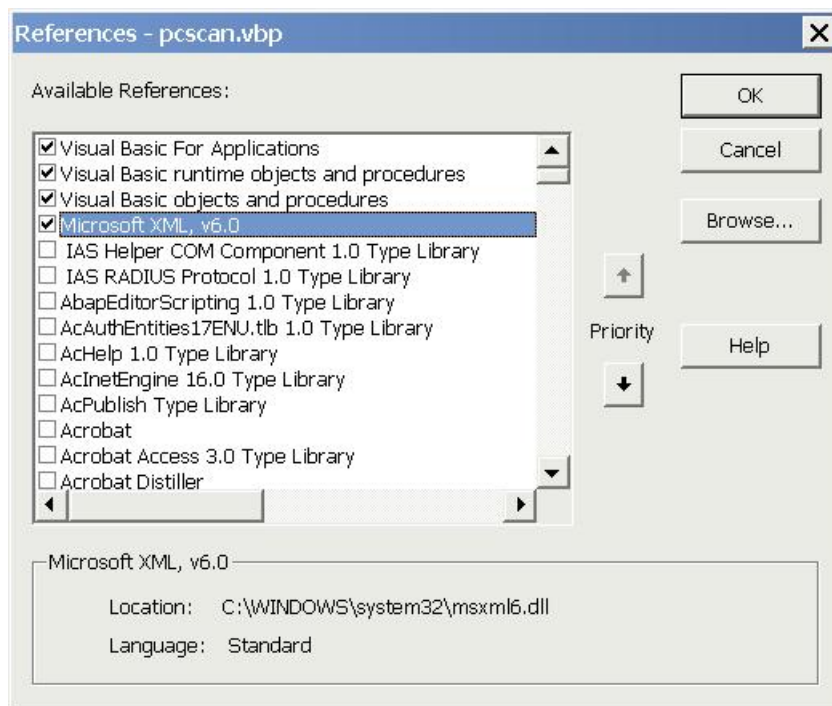 References - pcscan.vbp
Available References:
Visual Basic For Applications
Visual Basic runtime objects and procedures
Visual Basic objects and procedures
Microsoft XML, v6.0
IAS Helper COM Component 1.0 Type Library
IAS RADIUS Protocol 1.0 Type Library
AbapEditorScripting 1.0 Type Library
AcAuthEntities17ENU.tlb 1.0 Type Library
AcHelp 1.0 Type Library
AcInetEngine 16.0 Type Library
AcPublish Type Library
Acrobat
Acrobat Access 3.0 Type Library
Acrobat Distiller
OK
Cancel
Browse...
Priority
Help
Microsoft XML, v6.0
Location: C:\WINDOWS\system32\msxml6.dll
Language: Standard